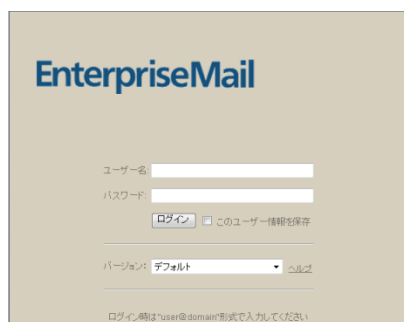 EnterpriseMail
ユーザー名:
パスワード:
ログイン このユーザー情報を保存
バージョン: デフォルト ヘルプ
ログイン時は"user@domain"形式で入力してください